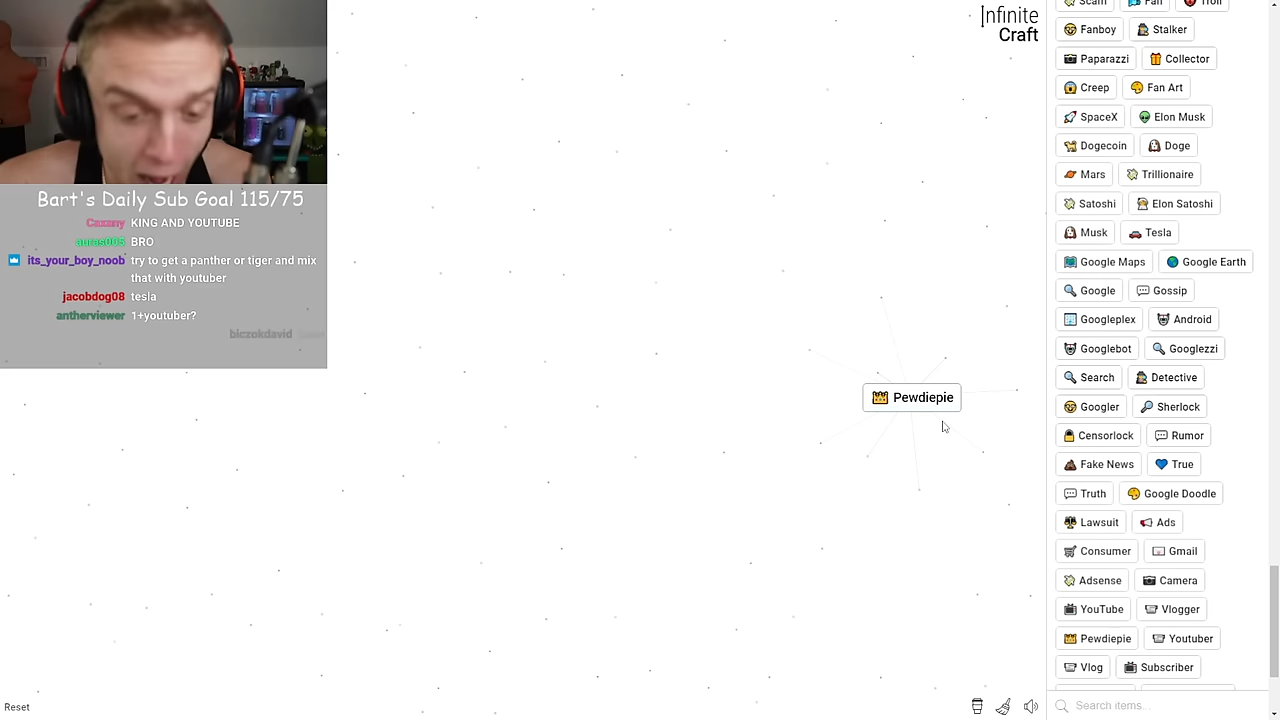 Infinite
Craft
Bart's Daily Sub Goal 115/75
Caxany KING AND YOUTUBE
auras005 BRO
its_your_boy_noob try to get a panther or tiger and mix
that with youtuber
jacobdog08 tesla
antherviewer 1+youtuber?
biczokdavid
Pewdiepie
Scam Fan Troll
Fanboy Stalker
Paparazzi Collector
Creep Fan Art
SpaceX Elon Musk
Dogecoin Doge
Mars Trillionaire
Satoshi Elon Satoshi
Musk Tesla
Google Maps Google Earth
Google Gossip
Googleplex Android
Googlebot Googlezzi
Search Detective
Googler Sherlock
Censorlock Rumor
Fake News True
Truth Google Doodle
Lawsuit Ads
Consumer Gmail
Adsense Camera
YouTube Vlogger
Pewdiepie Youtuber
Vlog Subscriber
Search items...
Reset